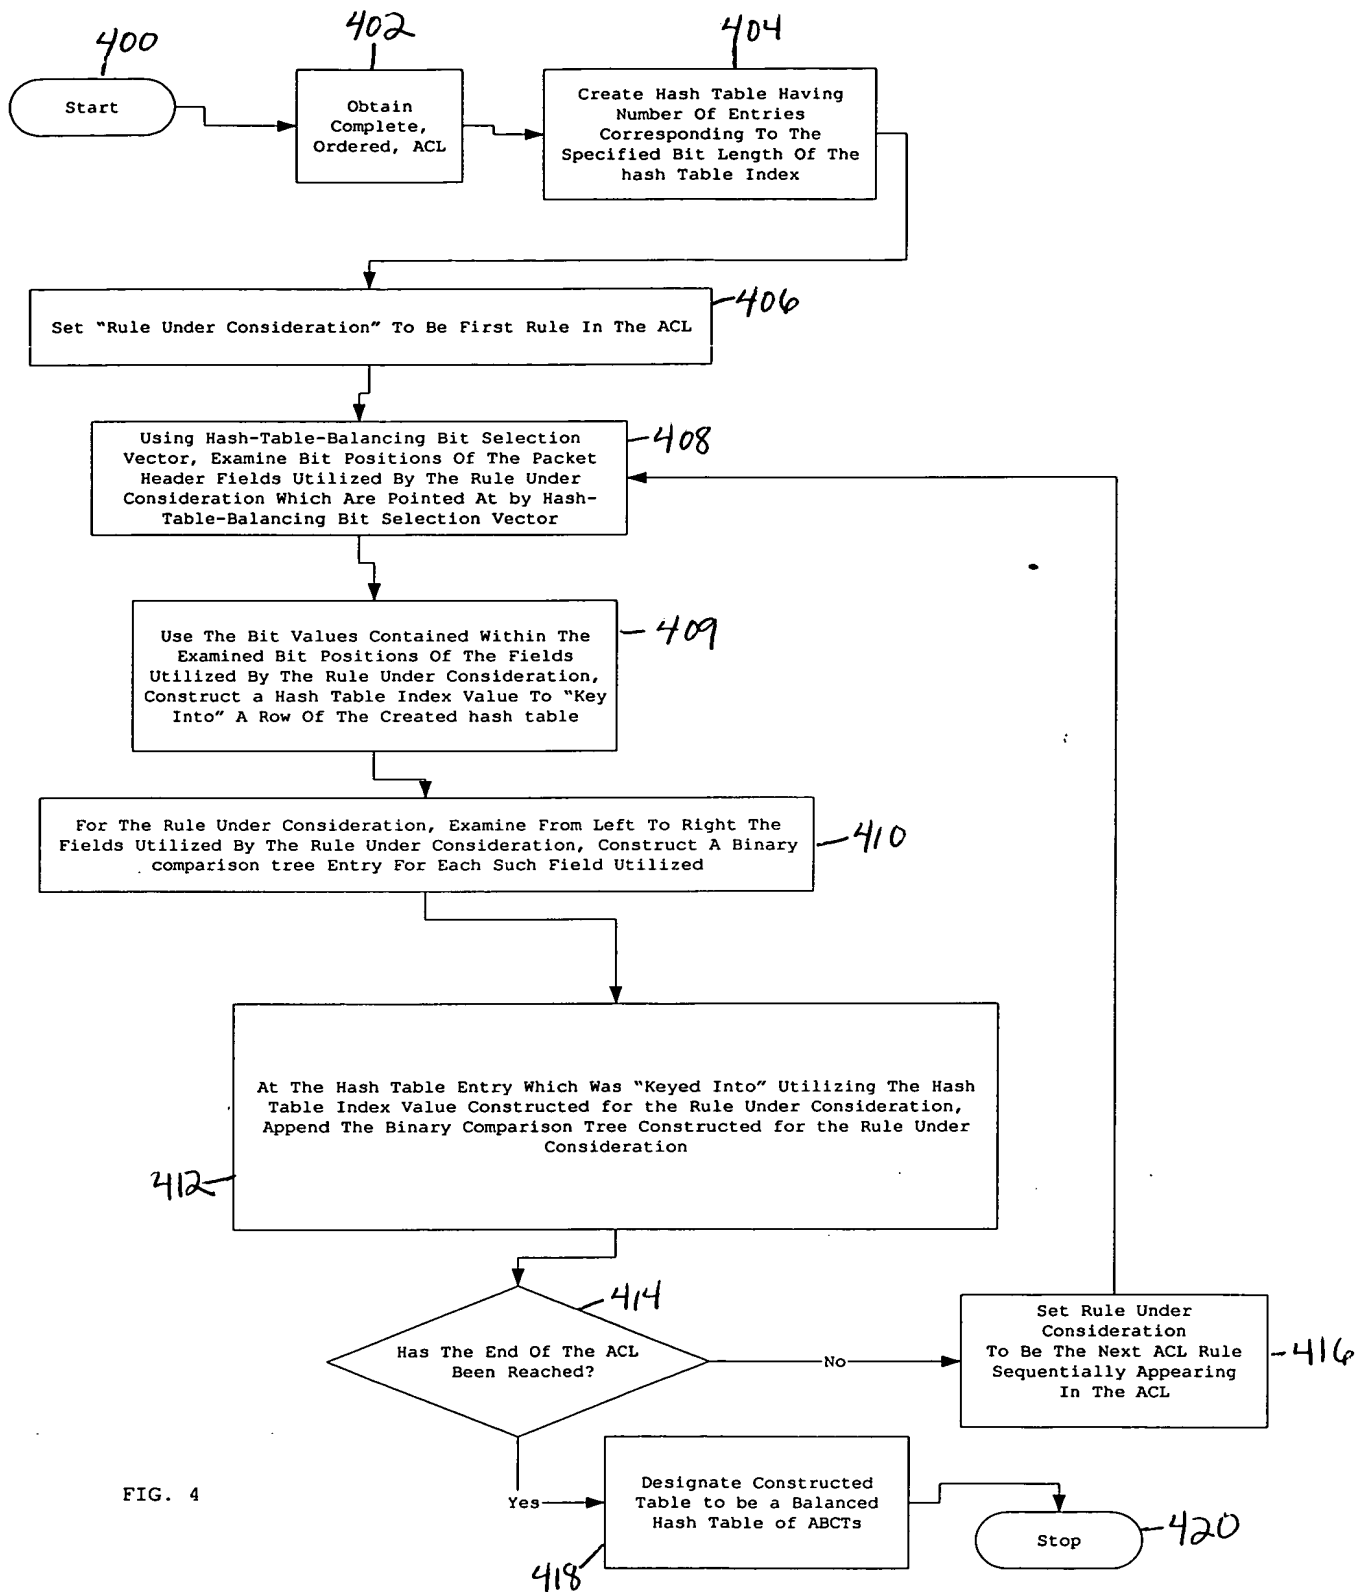 400
402
404
Start
Obtain
Complete,
Ordered, ACL
Create Hash Table Having
Number Of Entries
Corresponding To The
Specified Bit Length Of The
hash Table Index
406
Set "Rule Under Consideration" To Be First Rule In The ACL
408
Using Hash-Table-Balancing Bit Selection
Vector, Examine Bit Positions Of The Packet
Header Fields Utilized By The Rule Under
Consideration Which Are Pointed At by Hash-
Table-Balancing Bit Selection Vector
409
Use The Bit Values Contained Within The
Examined Bit Positions Of The Fields
Utilized By The Rule Under Consideration,
Construct a Hash Table Index Value To "Key
Into" A Row Of The Created hash table
410
For The Rule Under Consideration, Examine From Left To Right The
Fields Utilized By The Rule Under Consideration, Construct A Binary
comparison tree Entry For Each Such Field Utilized
At The Hash Table Entry Which Was "Keyed Into" Utilizing The Hash
Table Index Value Constructed for the Rule Under Consideration,
Append The Binary Comparison Tree Constructed for the Rule Under
Consideration
412
414
Has The End Of The ACL
Been Reached?
No
Set Rule Under
Consideration
To Be The Next ACL Rule
Sequentially Appearing
In The ACL
416
FIG. 4
Yes
Designate Constructed
Table to be a Balanced
Hash Table of ABCTs
418
Stop
420